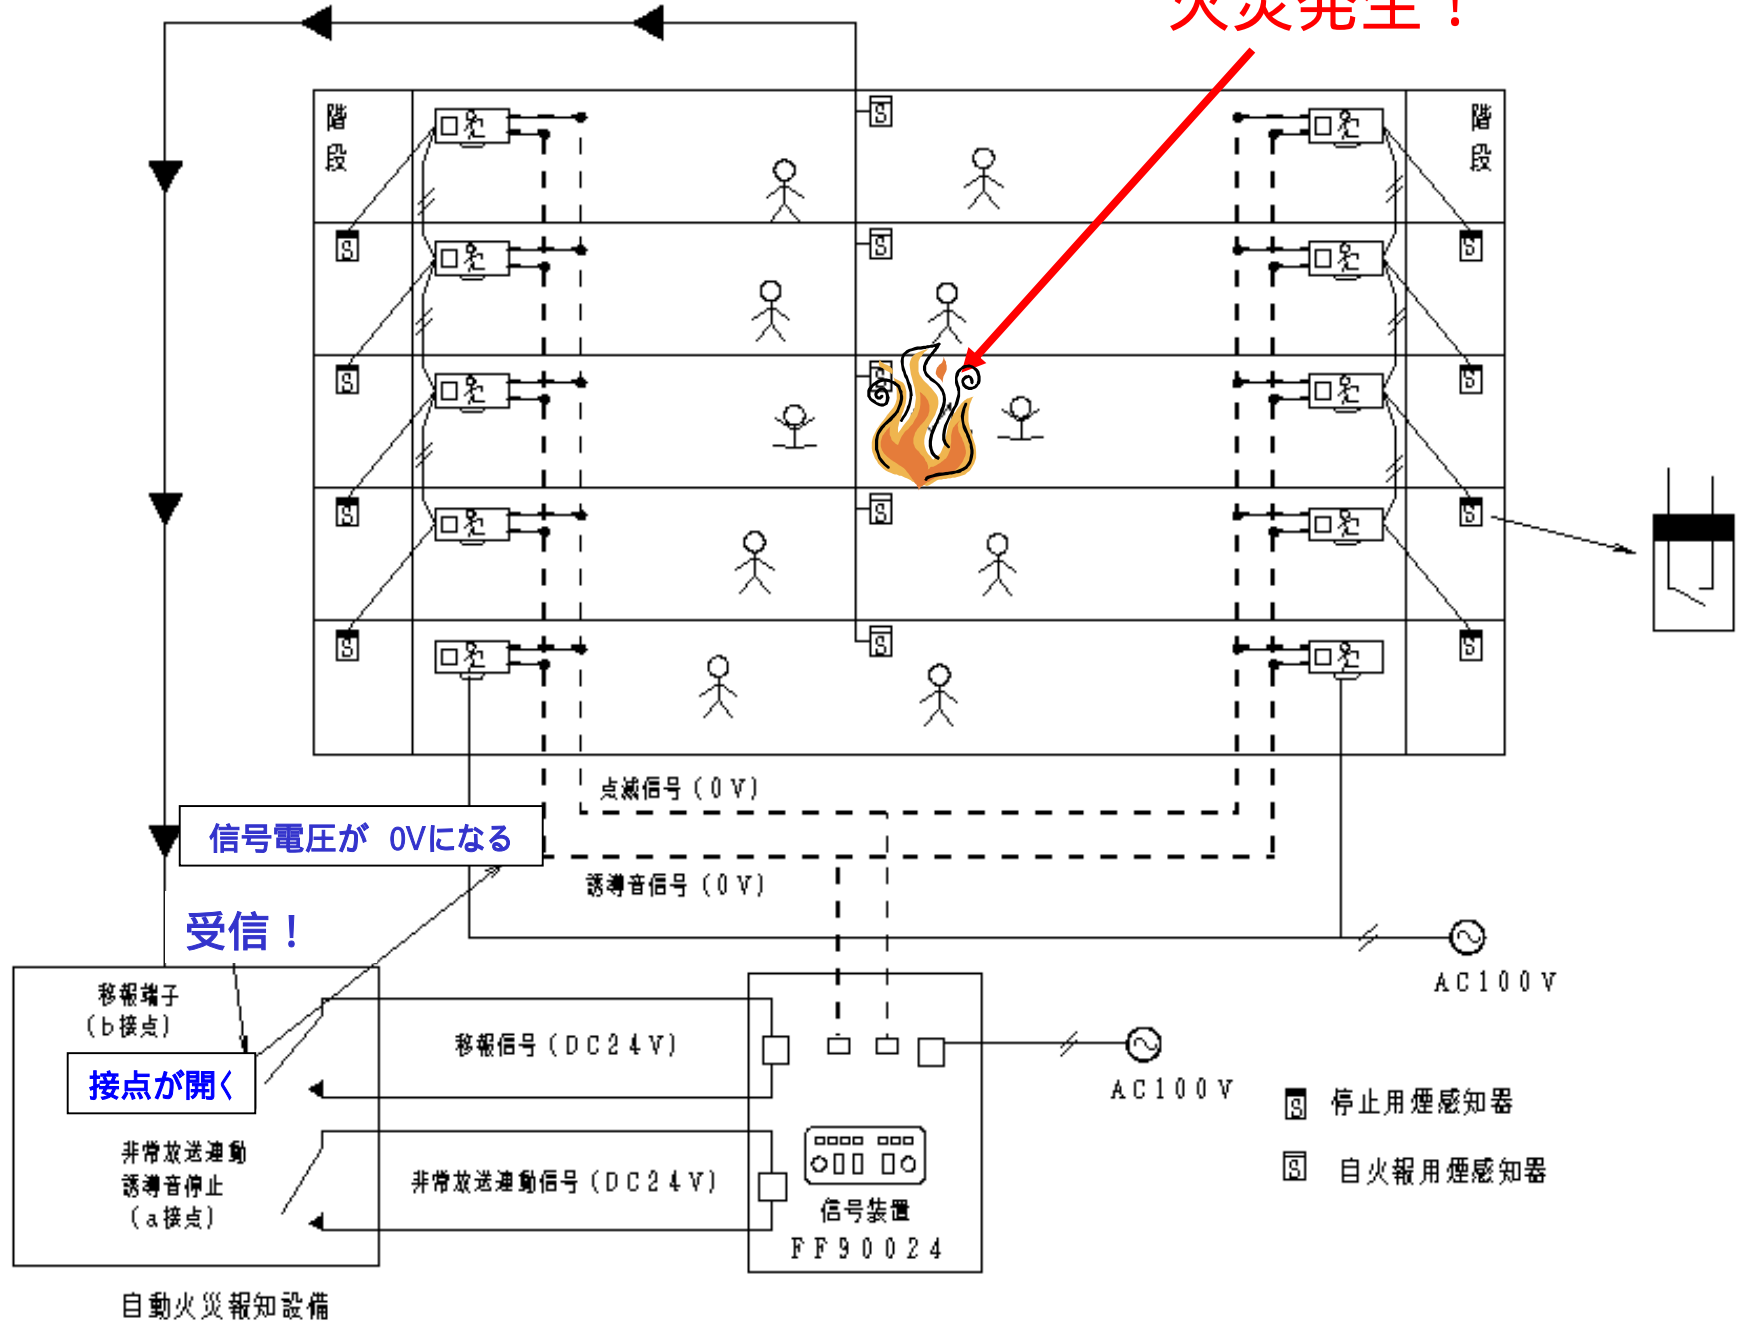 火災発生！
階段
階段
S
S
S
S
S
S
S
S
S
S
S
S
S
点滅信号（０Ｖ）
信号電圧が　0Vになる
誘導音信号（０Ｖ）
受信！
ＡＣ１００Ｖ
移報端子
（ｂ接点）
移報信号（ＤＣ２４Ｖ）
接点が開く
ＡＣ１００Ｖ
S 停止用煙感知器
非常放送連動
誘導音停止
（ａ接点）
非常放送連動信号（ＤＣ２４Ｖ）
S 自火報用煙感知器
信号装置
ＦＦ９００２４
自動火災報知設備